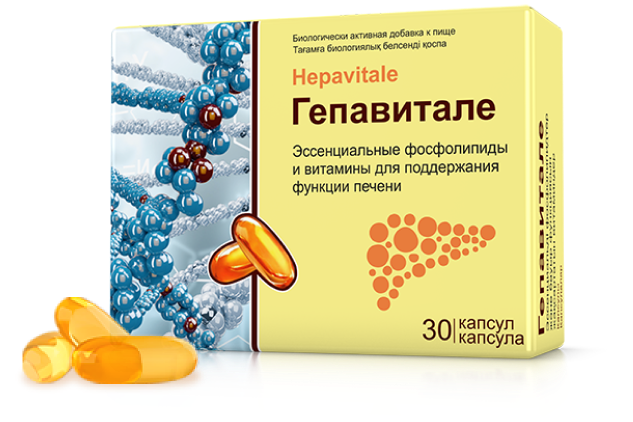 Биологически активная добавка к пище
Тағамға биологиялық белсенді қоспа
Hepavitale
Гепавитале
Эссенциальные фосфолипиды
и витамины для поддержания
функции печени
30 капсул
капсула
Гепавитале